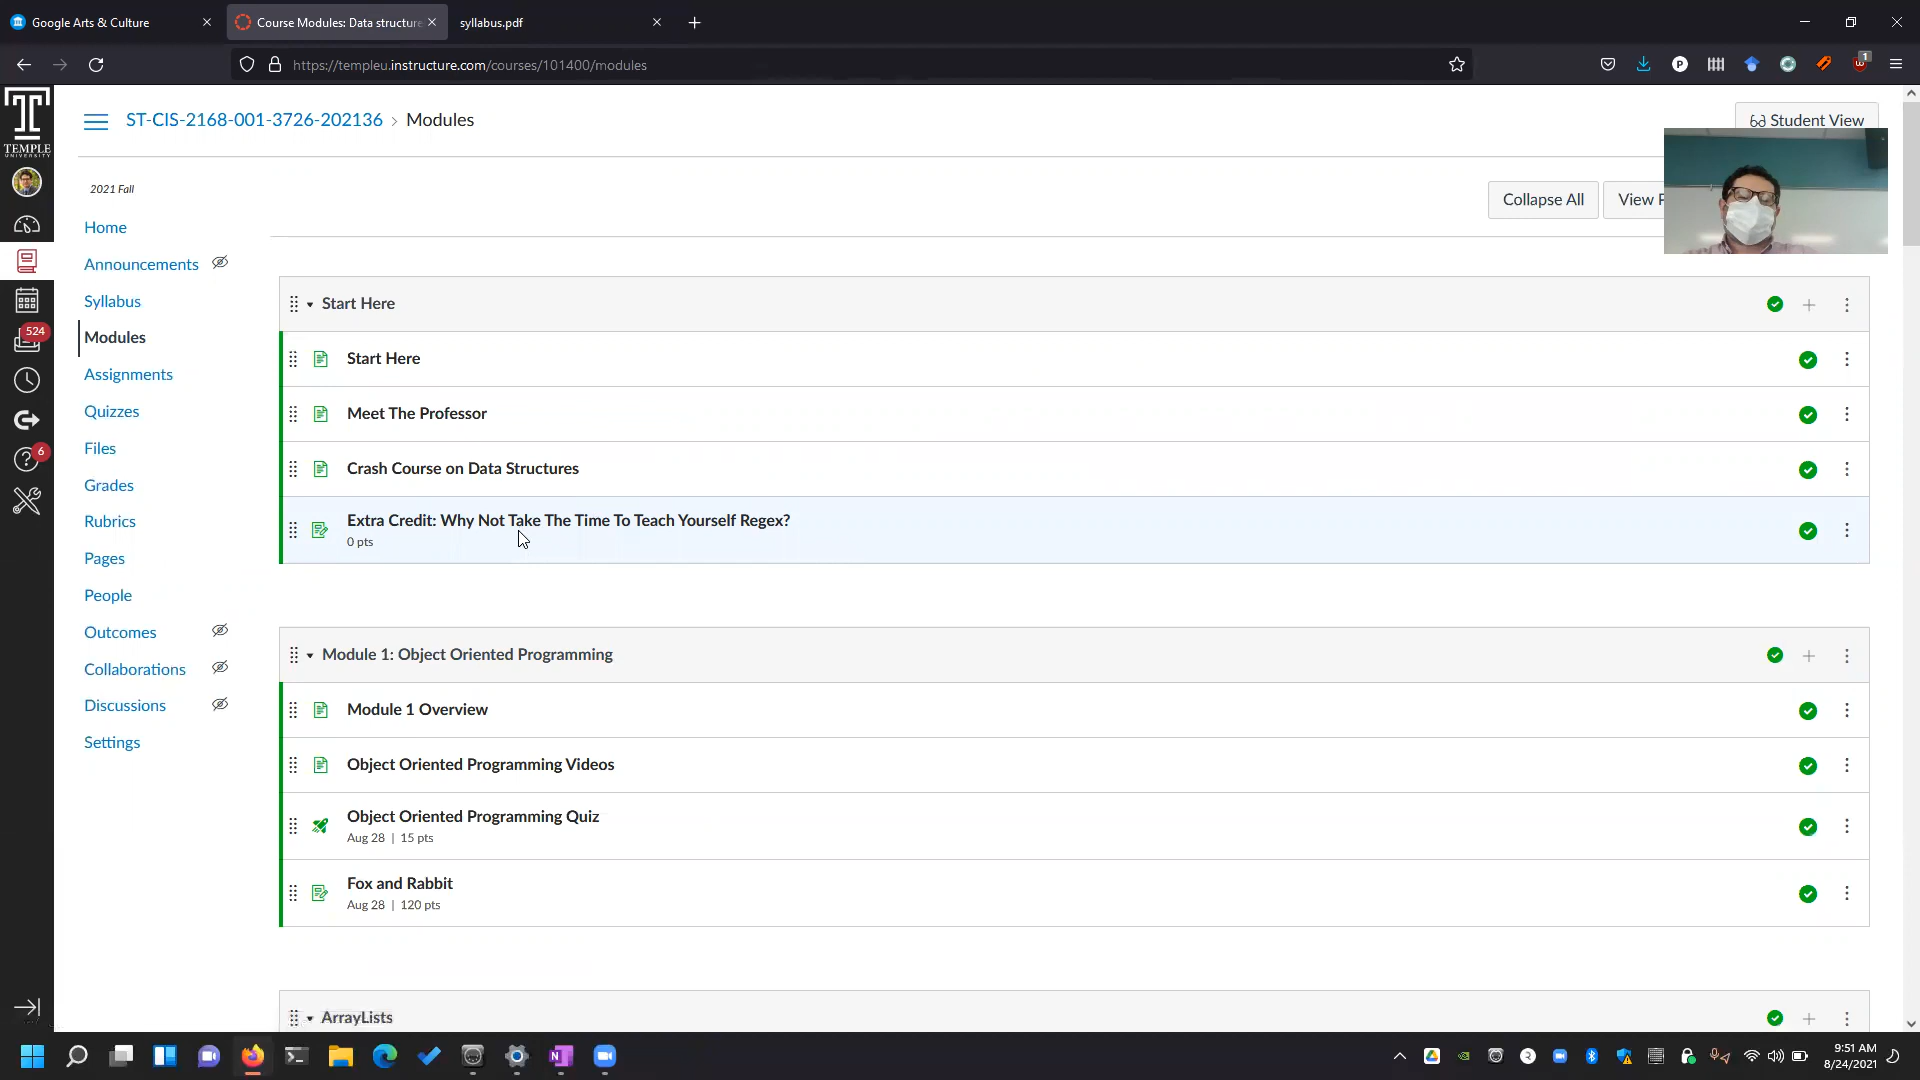 Google Arts & Culture
Course Modules: Data structure
syllabus.pdf
https://templeu.instructure.com/courses/101400/modules
1
TEMPLE
UNIVERSITY
ST-CIS-2168-001-3726-202136 > Modules
Student View
2021 Fall
Collapse All
View P
Home
Announcements
Syllabus
Modules
Assignments
Quizzes
Files
Grades
Rubrics
Pages
People
Outcomes
Collaborations
Discussions
Settings
524
6
Start Here
Start Here
Meet The Professor
Crash Course on Data Structures
Extra Credit: Why Not Take The Time To Teach Yourself Regex?
0 pts
Module 1: Object Oriented Programming
Module 1 Overview
Object Oriented Programming Videos
Object Oriented Programming Quiz
Aug 28 | 15 pts
Fox and Rabbit
Aug 28 | 120 pts
ArrayLists
9:51 AM
8/24/2021